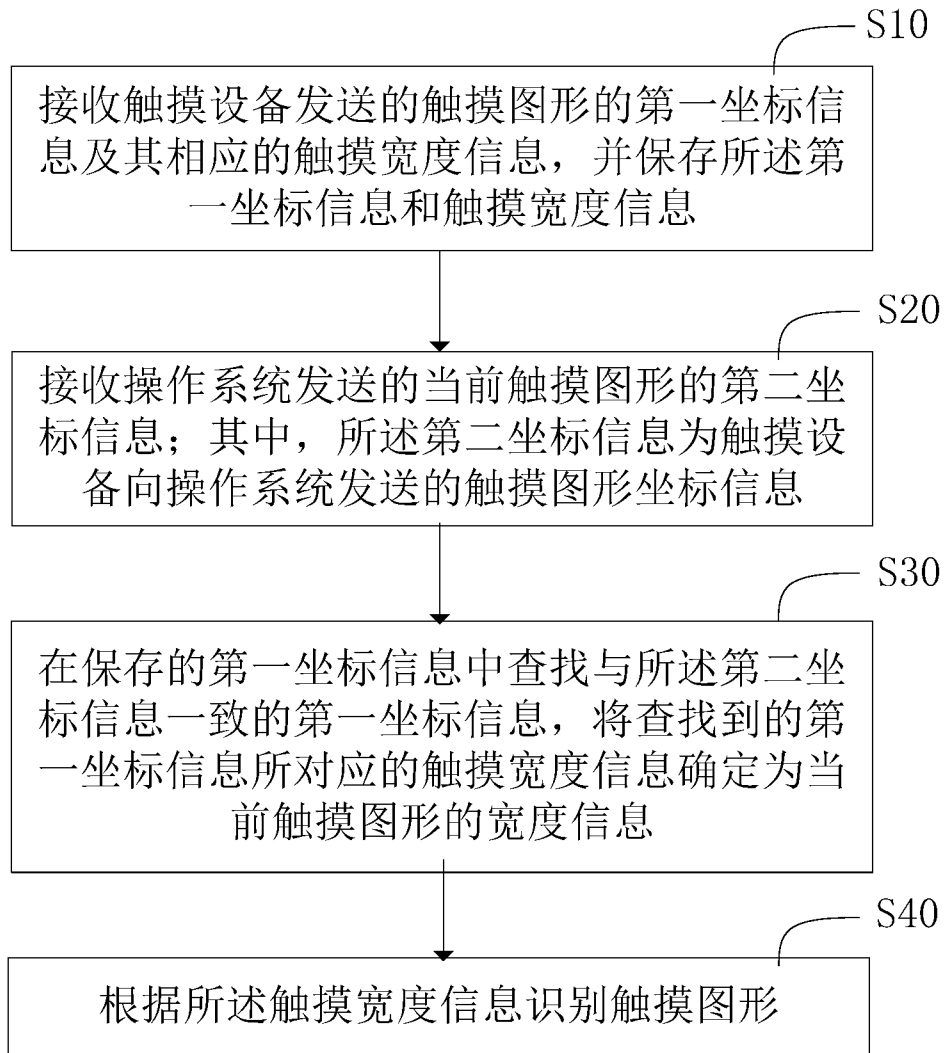 S10
接收触摸设备发送的触摸图形的第一坐标信
息及其相应的触摸宽度信息，并保存所述第
一坐标信息和触摸宽度信息
S20
接收操作系统发送的当前触摸图形的第二坐
标信息；其中，所述第二坐标信息为触摸设
备向操作系统发送的触摸图形坐标信息
S30
在保存的第一坐标信息中查找与所述第二坐
标信息一致的第一坐标信息，将查找到的第
一坐标信息所对应的触摸宽度信息确定为当
前触摸图形的宽度信息
S40
根据所述触摸宽度信息识别触摸图形